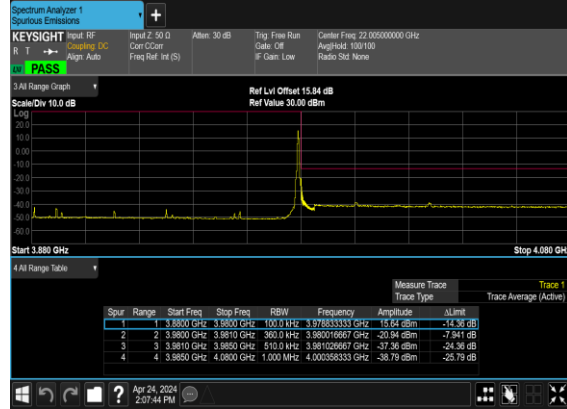 Spectrum Analyzer 1
Spurious Emissions
+
KEYSIGHT Input: RF Input Z: 50 Ω Atten: 30 dB Trig: Free Run Center Freq: 22.005000000 GHz
R T Coupling: DC Corr CCorr Gate: Off Avg|Hold: 100/100
Align: Auto Freq Ref: Int (S) IF Gain: Low Radio Std: None
PASS
3 All Range Graph
Ref Lvl Offset 15.84 dB
Scale/Div 10.0 dB Ref Value 30.00 dBm
Log
20.0
10.0
0.00
-10.0
-20.0
-30.0
-40.0
-50.0
-60.0
Start 3.880 GHz Stop 4.080 GH
4 All Range Table
Measure Trace Trace 1
Trace Type Trace Average (Active)
Spur Range Start Freq Stop Freq RBW Frequency Amplitude ΔLimit
1 1 3.8800 GHz 3.9800 GHz 100.0 kHz 3.978833333 GHz 15.64 dBm -14.36 dB
2 2 3.9800 GHz 3.9810 GHz 360.0 kHz 3.980016667 GHz -20.94 dBm -7.941 dB
3 3 3.9810 GHz 3.9850 GHz 510.0 kHz 3.981026667 GHz -37.36 dBm -24.36 dB
4 4 3.9850 GHz 4.0800 GHz 1.000 MHz 4.000358333 GHz -38.79 dBm -25.79 dB
? Apr 24, 2024
2:07:44 PM